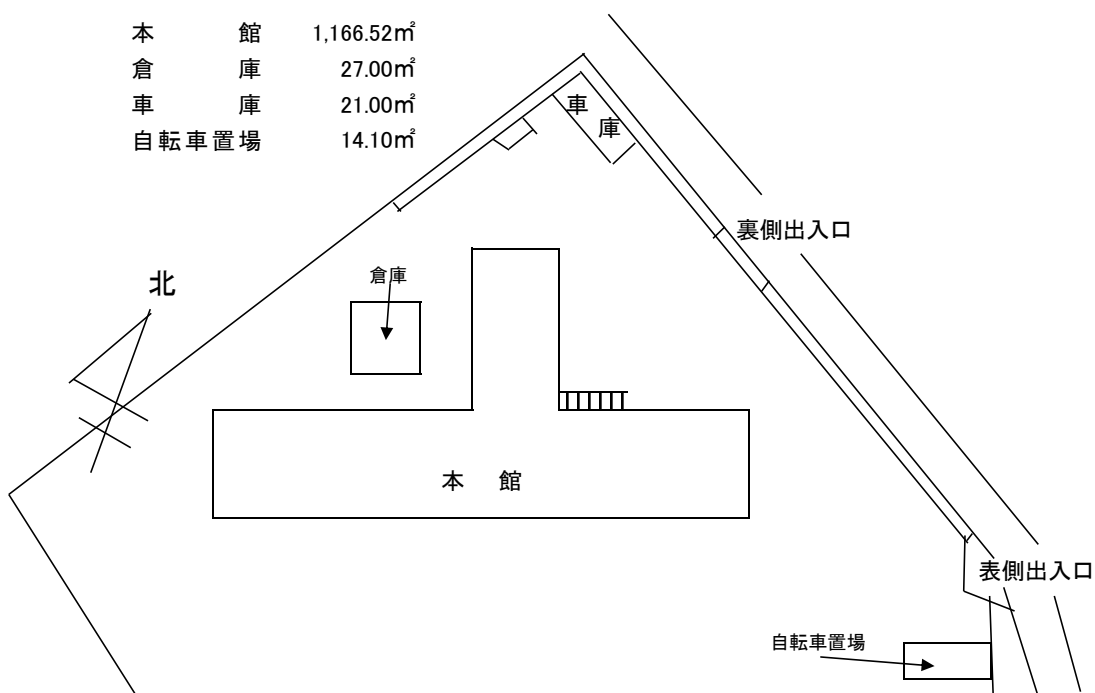 本館 1,166.52㎡
倉庫 27.00㎡
車庫 21.00㎡
自転車置場 14.10㎡
車庫
裏側出入口
倉庫
北
本館
表側出入口
自転車置場